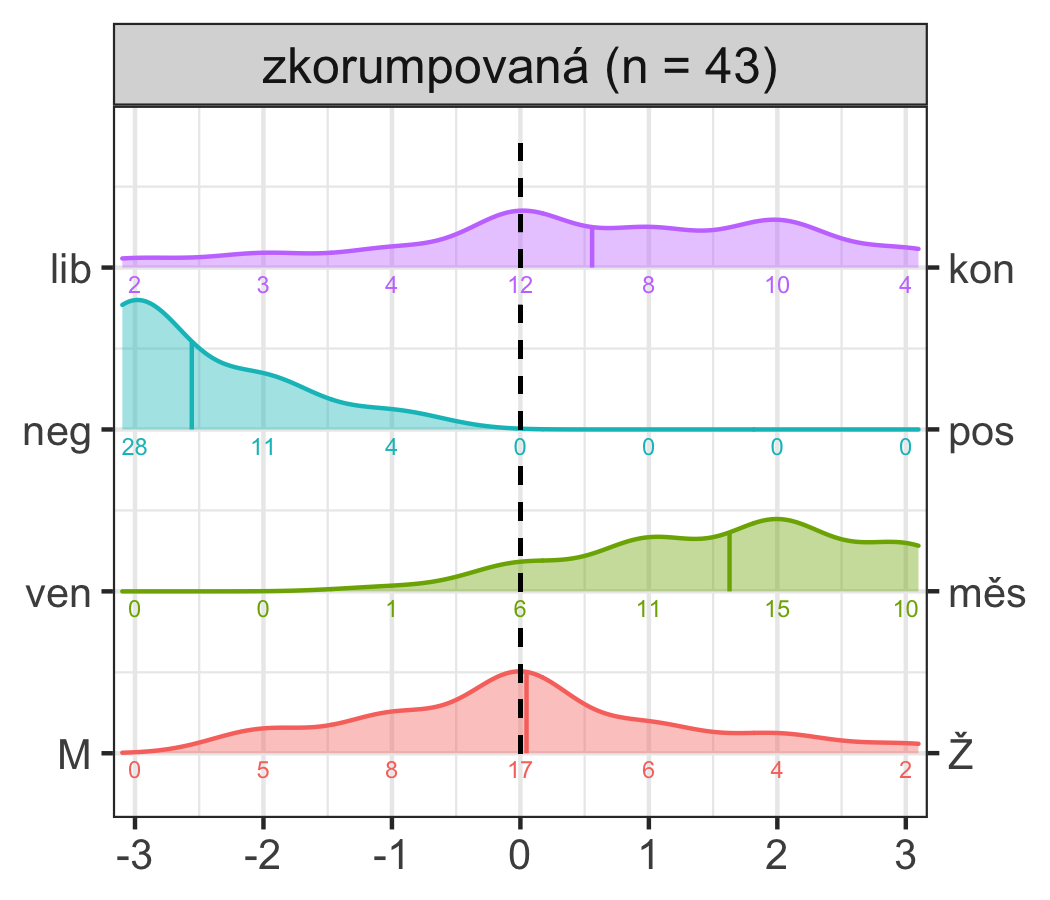 zkorumpovaná (n = 43)
lib kon
2 3 4 12 8 10 4
neg pos
28 11 4 0 0 0 0
ven měs
0 0 1 6 11 15 10
M Ž
0 5 8 17 6 4 2
-3 -2 -1 0 1 2 3